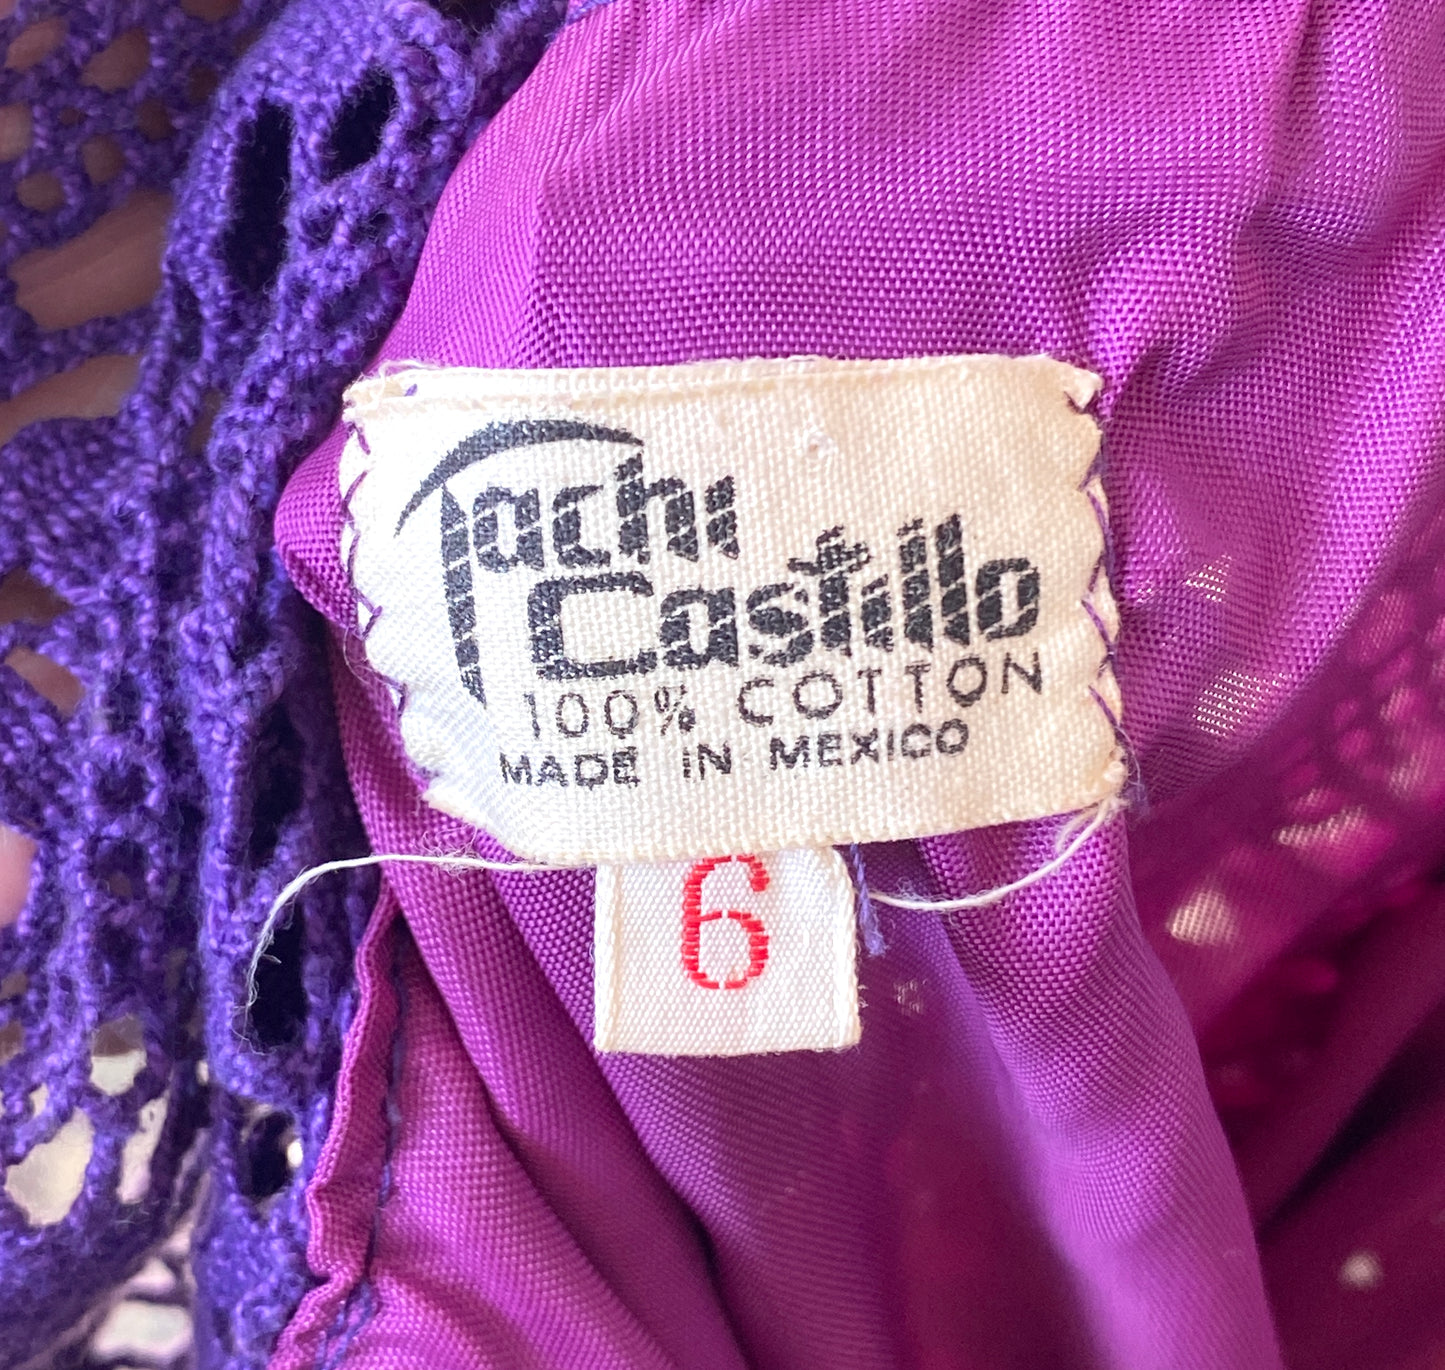 Tachi
Castillo
100% COTTON
MADE IN MEXICO
6